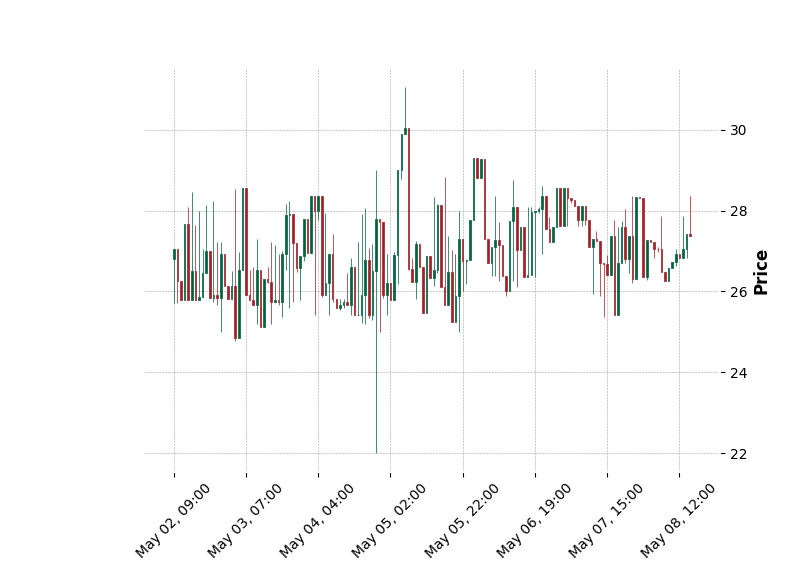 30
28
26
24
22
Price
May 02, 09:00
May 03, 07:00
May 04, 04:00
May 05, 02:00
May 05, 22:00
May 06, 19:00
May 07, 15:00
May 08, 12:00